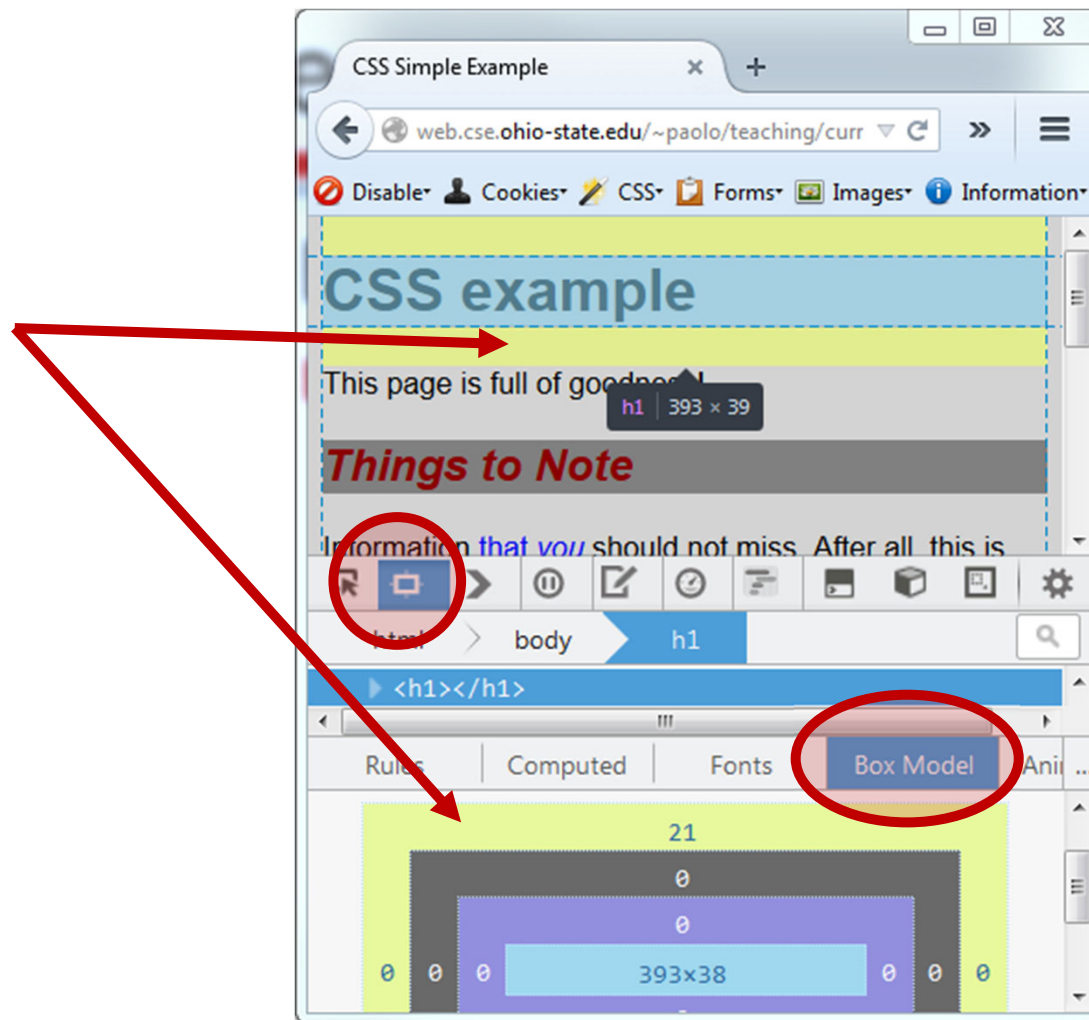 CSS Simple Example
web.cse.ohio-state.edu/~paolo/teaching/curr
Disable Cookies CSS Forms Images Information
CSS example
This page is full of
h1 393 × 39
Things to Note
Information that you should not miss. After all, this is
html body h1
<h1></h1>
Rules Computed Fonts Box Model Ani ...
21
0
0
0 0 0 393×38 0 0 0